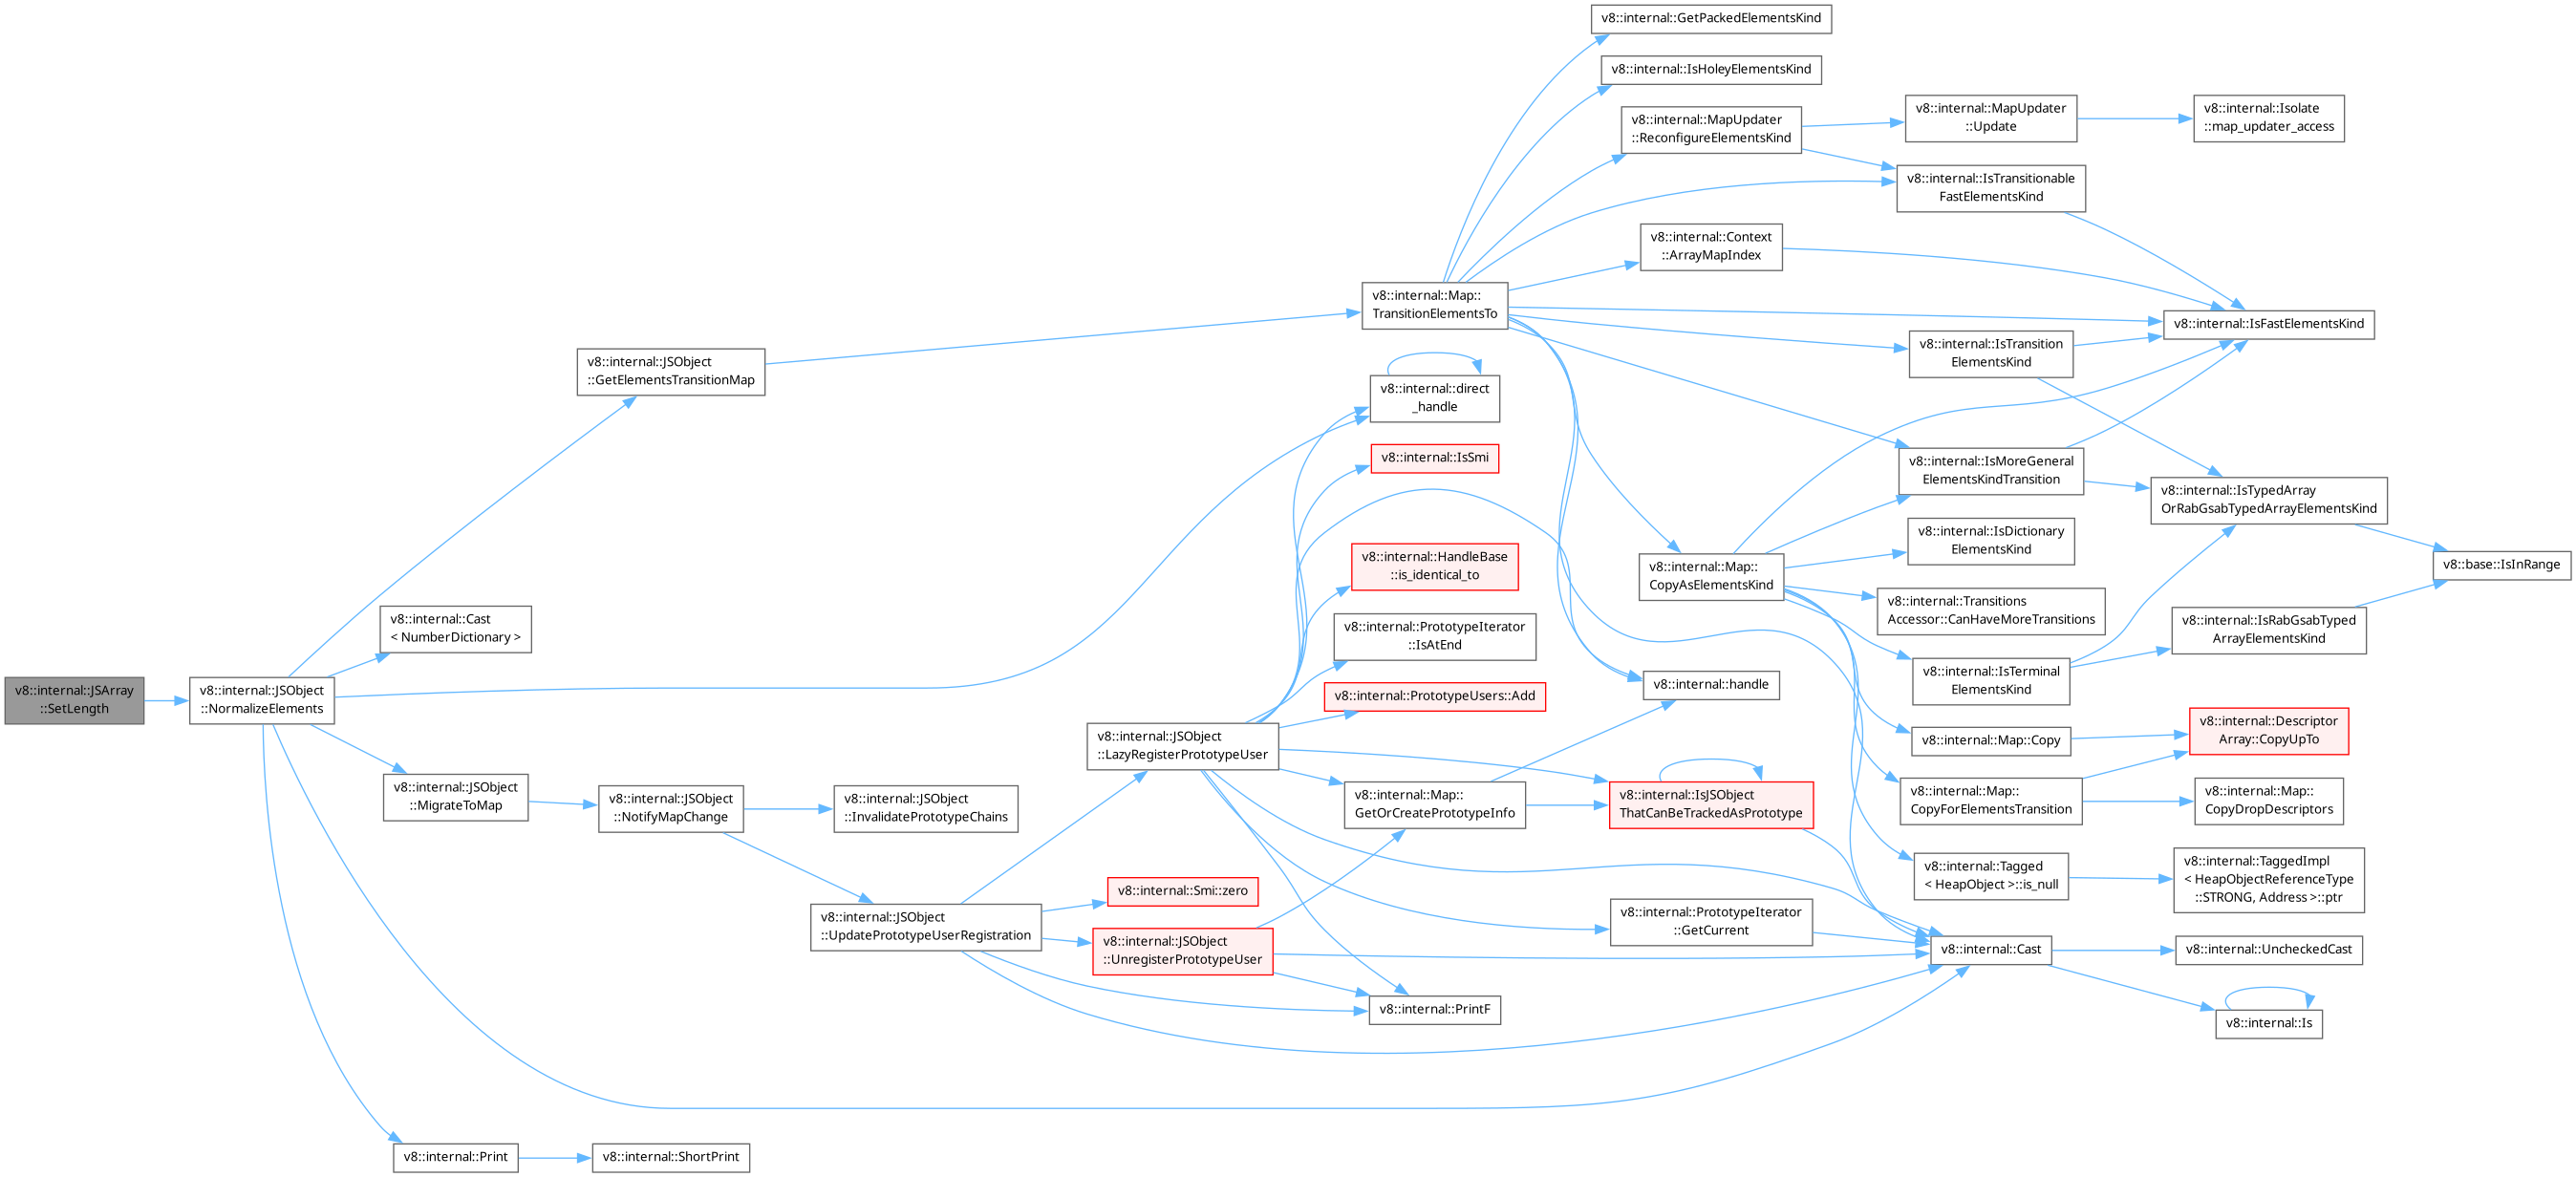 v8::internal::JSArray
::SetLength
v8::internal::JSObject
::NormalizeElements
v8::internal::JSObject
::GetElementsTransitionMap
v8::internal::Cast
< NumberDictionary >
v8::internal::JSObject
::MigrateToMap
v8::internal::Print
v8::internal::ShortPrint
v8::internal::JSObject
::NotifyMapChange
v8::internal::JSObject
::InvalidatePrototypeChains
v8::internal::JSObject
::UpdatePrototypeUserRegistration
v8::internal::JSObject
::LazyRegisterPrototypeUser
v8::internal::Smi::zero
v8::internal::JSObject
::UnregisterPrototypeUser
v8::internal::Map::
TransitionElementsTo
v8::internal::direct
_handle
v8::internal::IsSmi
v8::internal::HandleBase
::is_identical_to
v8::internal::PrototypeIterator
::IsAtEnd
v8::internal::PrototypeUsers::Add
v8::internal::Map::
GetOrCreatePrototypeInfo
v8::internal::PrintF
v8::internal::GetPackedElementsKind
v8::internal::IsHoleyElementsKind
v8::internal::MapUpdater
::ReconfigureElementsKind
v8::internal::Context
::ArrayMapIndex
v8::internal::Map::
CopyAsElementsKind
v8::internal::handle
v8::internal::IsJSObject
ThatCanBeTrackedAsPrototype
v8::internal::PrototypeIterator
::GetCurrent
v8::internal::MapUpdater
::Update
v8::internal::IsTransitionable
FastElementsKind
v8::internal::IsTransition
ElementsKind
v8::internal::IsMoreGeneral
ElementsKindTransition
v8::internal::IsDictionary
ElementsKind
v8::internal::Transitions
Accessor::CanHaveMoreTransitions
v8::internal::IsTerminal
ElementsKind
v8::internal::Map::Copy
v8::internal::Map::
CopyForElementsTransition
v8::internal::Tagged
< HeapObject >::is_null
v8::internal::Cast
v8::internal::Isolate
::map_updater_access
v8::internal::IsFastElementsKind
v8::internal::IsTypedArray
OrRabGsabTypedArrayElementsKind
v8::internal::IsRabGsabTyped
ArrayElementsKind
v8::internal::Descriptor
Array::CopyUpTo
v8::internal::Map::
CopyDropDescriptors
v8::internal::TaggedImpl
< HeapObjectReferenceType
::STRONG, Address >::ptr
v8::internal::UncheckedCast
v8::internal::Is
v8::base::IsInRange